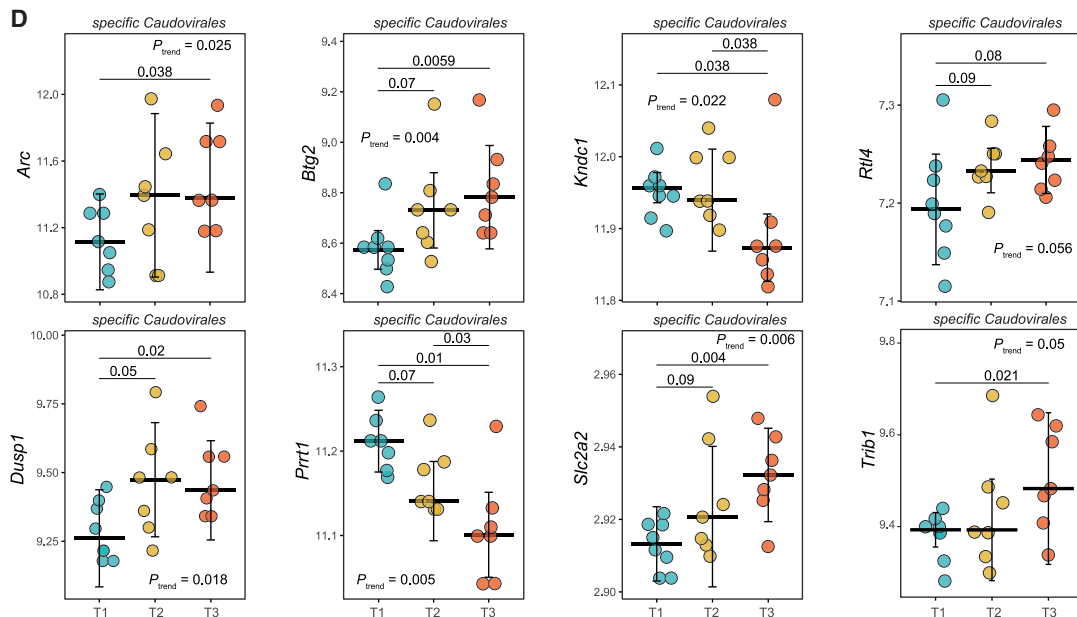 D
specific Caudovirales
specific Caudovirales
specific Caudovirales
specific Caudovirales
Arc
12.0
11.6
11.2
10.8
P trend = 0.025
0.038
Btg2
9.4
9.2
9.0
8.8
8.6
8.4
0.0059
0.07
P trend = 0.004
Kndc1
12.1
12.0
11.9
11.8
0.038
0.038
P trend = 0.022
Rtl4
7.3
7.2
7.1
0.08
0.09
P trend = 0.056
specific Caudovirales
specific Caudovirales
specific Caudovirales
specific Caudovirales
Dusp1
10.00
9.75
9.50
9.25
0.02
0.05
P trend = 0.018
T1 T2 T3
Prrt1
11.3
11.2
11.1
0.03
0.01
0.07
P trend = 0.005
T1 T2 T3
Slc2a2
2.96
2.94
2.92
2.90
P trend = 0.006
0.004
0.09
T1 T2 T3
Trib1
9.8
9.6
9.4
P trend = 0.05
0.021
T1 T2 T3